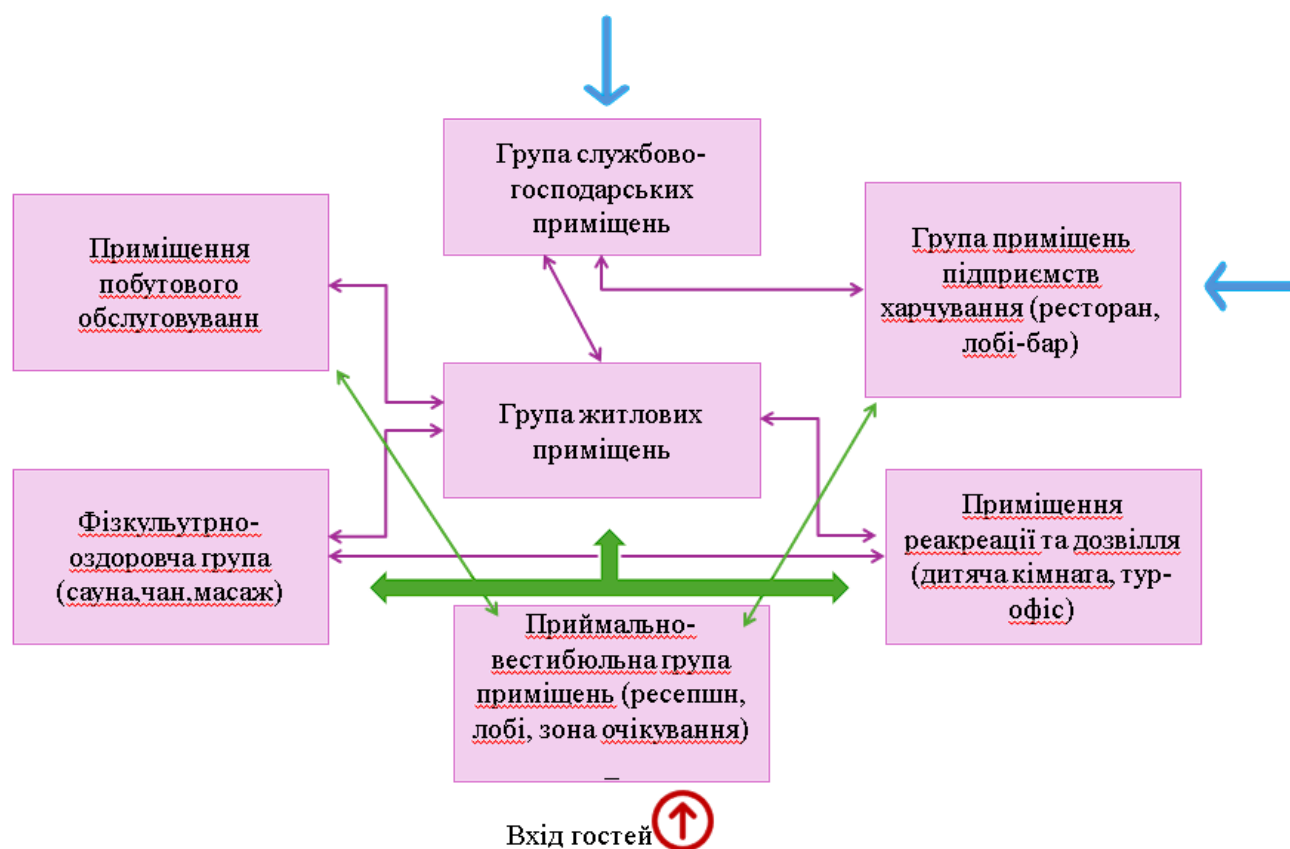 Група службово-
господарських
приміщень
Приміщення
побутового
обслуговуванн
Група приміщень
підприємств
харчування (ресторан,
лобі-бар)
Група житлових
приміщень
Фізкульутрно-
оздоровча група
(сауна,чан,масаж)
Приміщення
реакреації та дозвілля
(дитяча кімната, тур-
офіс)
Приймально-
вестибюльна група
приміщень (ресепшн,
лобі, зона очікування)
–
Вхід гостей